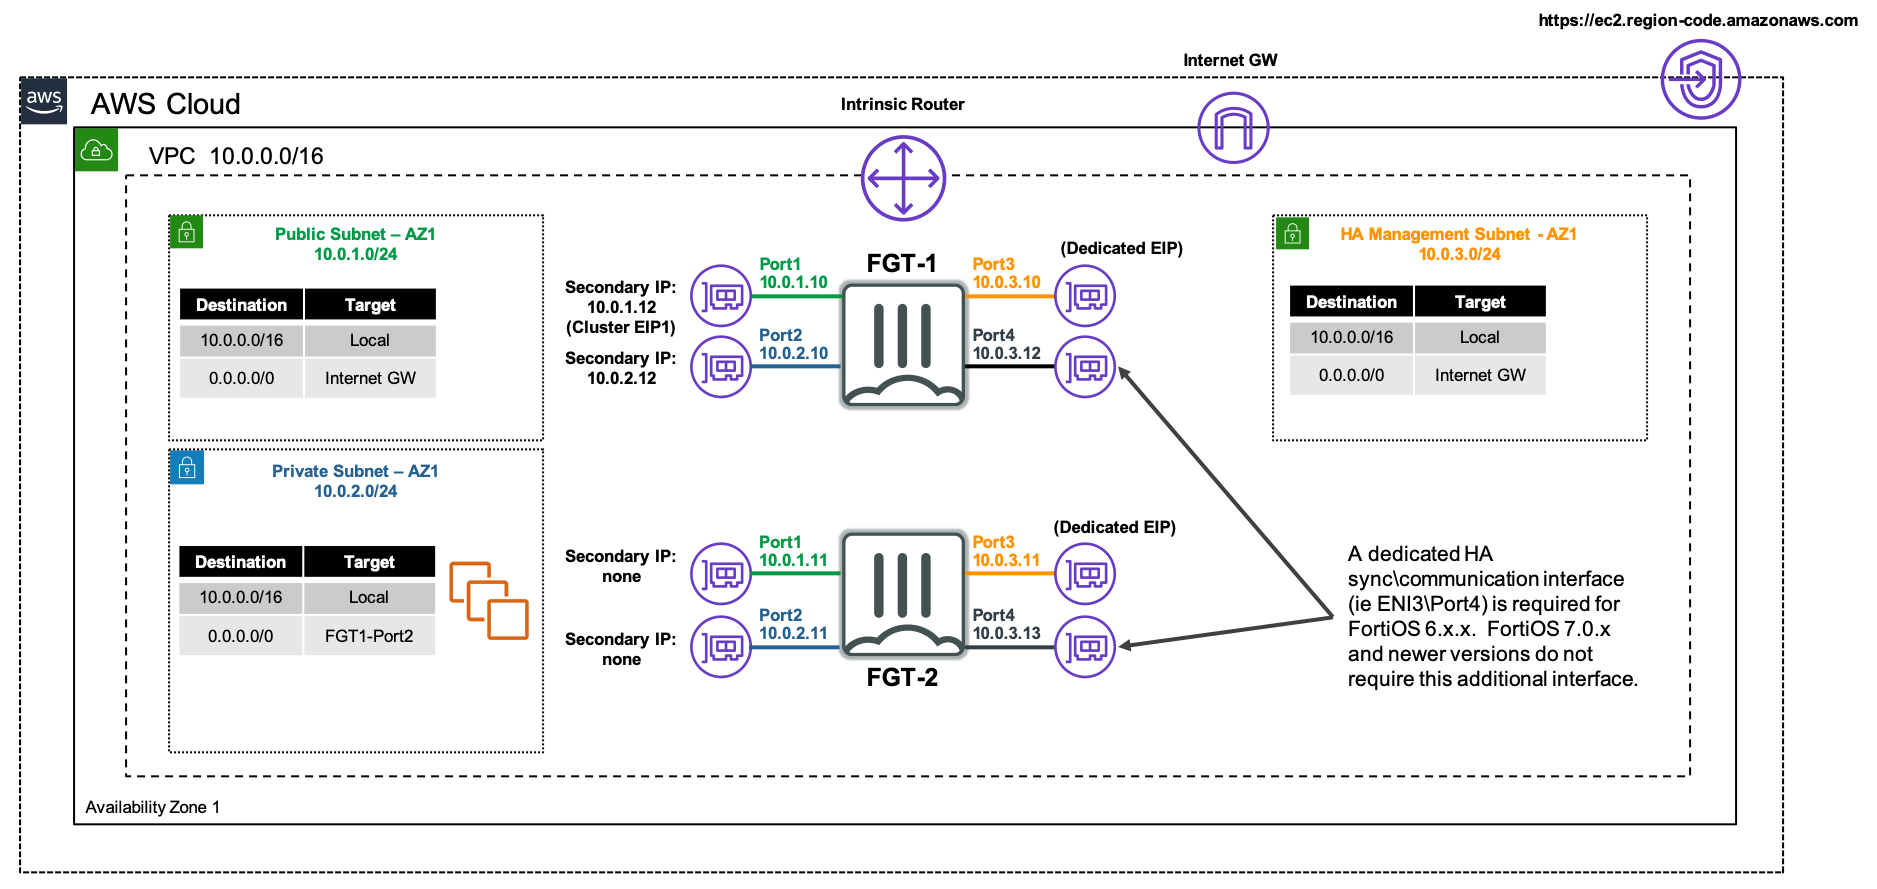 https://ec2.region-code.amazonaws.com
Internet GW
aws
AWS Cloud
Intrinsic Router
VPC 10.0.0.0/16
Public Subnet – AZ1
10.0.1.0/24
Destination Target
10.0.0.0/16 Local
0.0.0.0/0 Internet GW
Private Subnet – AZ1
10.0.2.0/24
Destination Target
10.0.0.0/16 Local
0.0.0.0/0 FGT1-Port2
FGT-1
Secondary IP:
10.0.1.12
(Cluster EIP1)
Secondary IP:
10.0.2.12
Port1
10.0.1.10
Port2
10.0.2.10
Port3
10.0.3.10
Port4
10.0.3.12
(Dedicated EIP)
Secondary IP:
none
Secondary IP:
none
Port1
10.0.1.11
Port2
10.0.2.11
Port3
10.0.3.11
Port4
10.0.3.13
(Dedicated EIP)
FGT-2
HA Management Subnet - AZ1
10.0.3.0/24
Destination Target
10.0.0.0/16 Local
0.0.0.0/0 Internet GW
A dedicated HA
sync\communication interface
(ie ENI3\Port4) is required for
FortiOS 6.x.x. FortiOS 7.0.x
and newer versions do not
require this additional interface.
Availability Zone 1